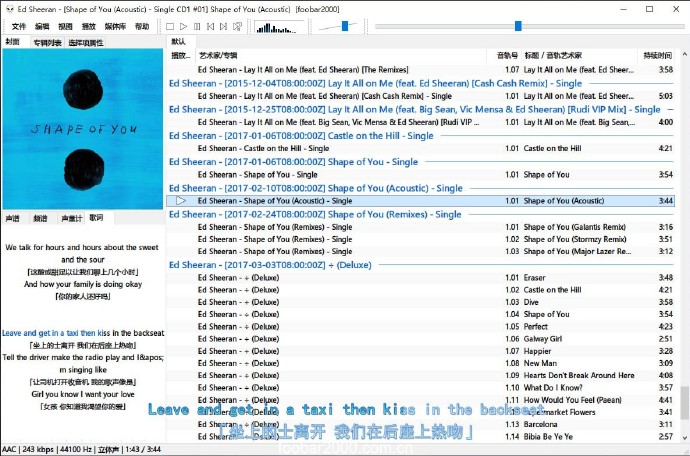 Ed Sheeran - [Shape of You (Acoustic) - Single CD1 #01] Shape of You (Acoustic)  [foobar2000]
文件 编辑 视图 播放 媒体库 帮助
封面 专辑列表 选择项属性
SHAPE OF YOU
声谱 频谱 声量计 歌词
We talk for hours and hours about the sweet
and the sour
And how your family is doing okay
「你的家人还好吗」
Leave and get in a taxi then kiss in the backseat
「坐上的士离开 我们在后座上热吻」
Tell the driver make the radio play and I&apos;
m singing like
「让司机打开收音机 我的歌声像是」
Girl you know I want your love
「女孩 你知道我渴望你的爱」
默认
播放... 艺术家/专辑 音轨号 标题 / 音轨艺术家 持续时间
Ed Sheeran - Lay It All on Me (feat. Ed Sheeran) [The Remixes] 1.07 Lay It All on Me (feat. Ed Sheer... 3:58
Ed Sheeran - [2015-12-04T08:00:00Z] Lay It All on Me (feat. Ed Sheeran) [Cash Cash Remix] - Single
Ed Sheeran - Lay It All on Me (feat. Ed Sheeran) [Cash Cash Remix] - Single 1.01 Lay It All on Me (feat. Ed Sheer... 5:03
Ed Sheeran - [2015-12-25T08:00:00Z] Lay It All on Me (feat. Big Sean, Vic Mensa & Ed Sheeran) [Rudi VIP Mix] - Single
Ed Sheeran - Lay It All on Me (feat. Big Sean, Vic Mensa & Ed Sheeran) [Rudi VIP ... 1.01 Lay It All on Me (feat. Big Sean,... 4:00
Ed Sheeran - [2017-01-06T08:00:00Z] Castle on the Hill - Single
Ed Sheeran - Castle on the Hill - Single 1.01 Castle on the Hill 4:21
Ed Sheeran - [2017-01-06T08:00:00Z] Shape of You - Single
Ed Sheeran - Shape of You - Single 1.01 Shape of You 3:54
Ed Sheeran - [2017-02-10T08:00:00Z] Shape of You (Acoustic) - Single
Ed Sheeran - Shape of You (Acoustic) - Single 1.01 Shape of You (Acoustic) 3:44
Ed Sheeran - [2017-02-24T08:00:00Z] Shape of You (Remixes) - Single
Ed Sheeran - Shape of You (Remixes) - Single 1.01 Shape of You (Galantis Remix) 3:16
Ed Sheeran - Shape of You (Remixes) - Single 1.02 Shape of You (Stormzy Remix) 3:51
Ed Sheeran - Shape of You (Remixes) - Single 1.03 Shape of You (Major Lazer Re... 3:12
Ed Sheeran - [2017-03-03T08:00:00Z] ÷ (Deluxe)
Ed Sheeran - ÷ (Deluxe) 1.01 Eraser 3:48
Ed Sheeran - ÷ (Deluxe) 1.02 Castle on the Hill 4:21
Ed Sheeran - ÷ (Deluxe) 1.03 Dive 3:58
Ed Sheeran - ÷ (Deluxe) 1.04 Shape of You 3:54
Ed Sheeran - ÷ (Deluxe) 1.05 Perfect 4:23
Ed Sheeran - ÷ (Deluxe) 1.06 Galway Girl 2:51
Ed Sheeran - ÷ (Deluxe) 1.07 Happier 3:28
Ed Sheeran - ÷ (Deluxe) 1.08 New Man 3:09
Ed Sheeran - ÷ (Deluxe) 1.09 Hearts Don't Break Around Here 4:08
Ed Sheeran - ÷ (Deluxe) 1.10 What Do I Know? 3:57
Ed Sheeran - ÷ (Deluxe) 1.11 How Would You Feel (Paean) 4:41
Ed Sheeran - ÷ (Deluxe) 1.12 Supermarket Flowers 3:41
Ed Sheeran - ÷ (Deluxe) 1.13 Barcelona 3:11
Ed Sheeran - ÷ (Deluxe) 1.14 Bibia Be Ye Ye 2:57
Leave and get in a taxi then kiss in the backseat
「坐上的士离开 我们在后座上热吻」
foobar2000.com.cn
AAC | 243 kbps | 44100 Hz | 立体声 | 1:43 / 3:44